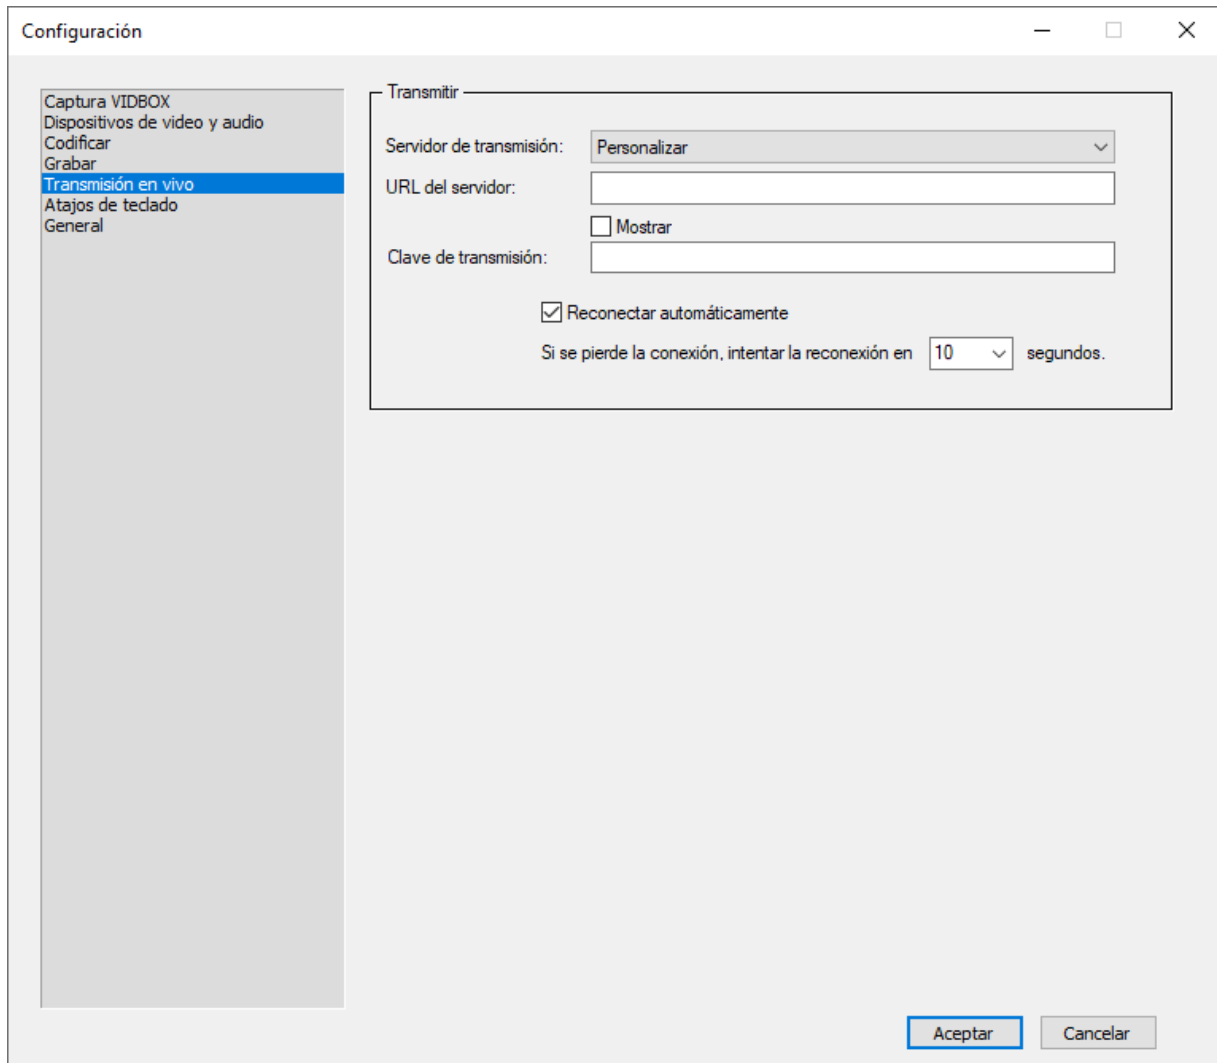 Configuración
Captura VIDBOX
Dispositivos de video y audio
Codificar
Grabar
Transmisión en vivo
Atajos de teclado
General
Transmitir
Servidor de transmisión: Personalizar
URL del servidor:
Mostrar
Clave de transmisión:
Reconectar automáticamente
Si se pierde la conexión, intentar la reconexión en 10 segundos.
Aceptar Cancelar